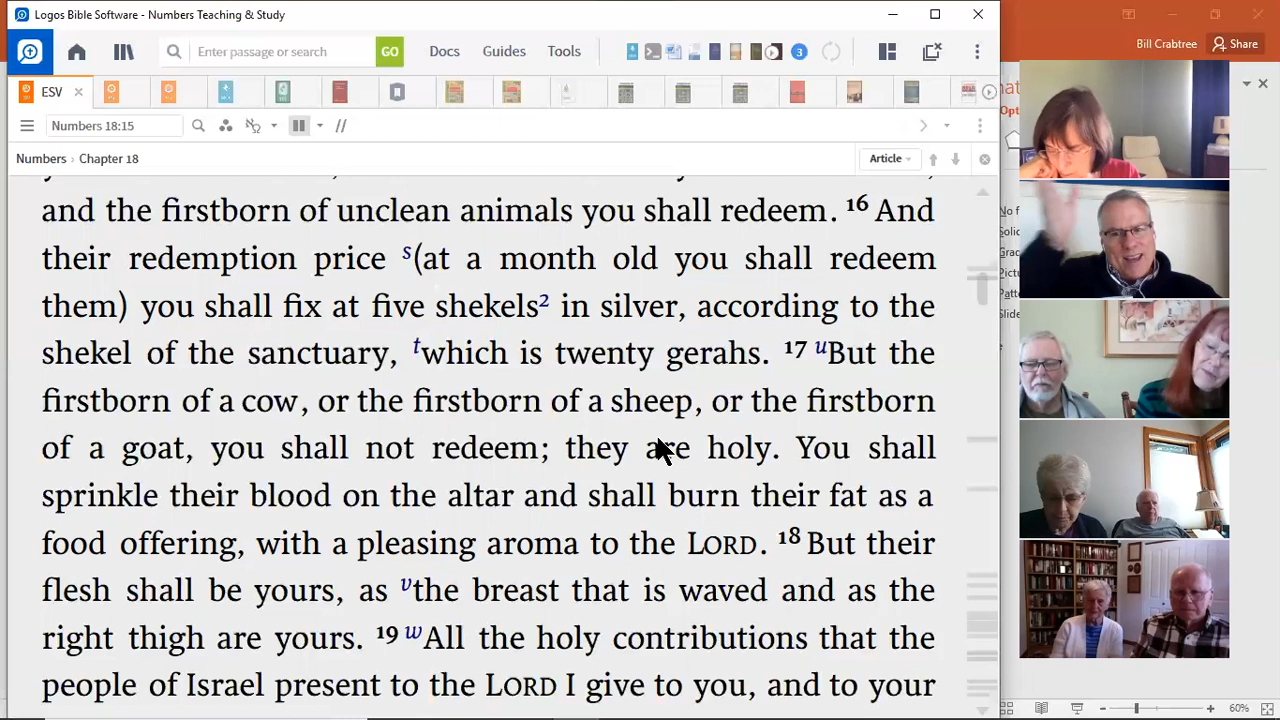 Logos Bible Software - Numbers Teaching & Study
Enter passage or search
GO
Docs
Guides
Tools
3
Bill Crabtree
Share
ESV
Numbers 18:15
Numbers
Chapter 18
Article
and the firstborn of unclean animals you shall redeem. 16 And
their redemption price s(at a month old you shall redeem
them) you shall fix at five shekels2 in silver, according to the
shekel of the sanctuary, twhich is twenty gerahs. 17 uBut the
firstborn of a cow, or the firstborn of a sheep, or the firstborn
of a goat, you shall not redeem; they are holy. You shall
sprinkle their blood on the altar and shall burn their fat as a
food offering, with a pleasing aroma to the LORD. 18 But their
flesh shall be yours, as vthe breast that is waved and as the
right thigh are yours. 19 wAll the holy contributions that the
people of Israel present to the LORD I give to you, and to your
60%